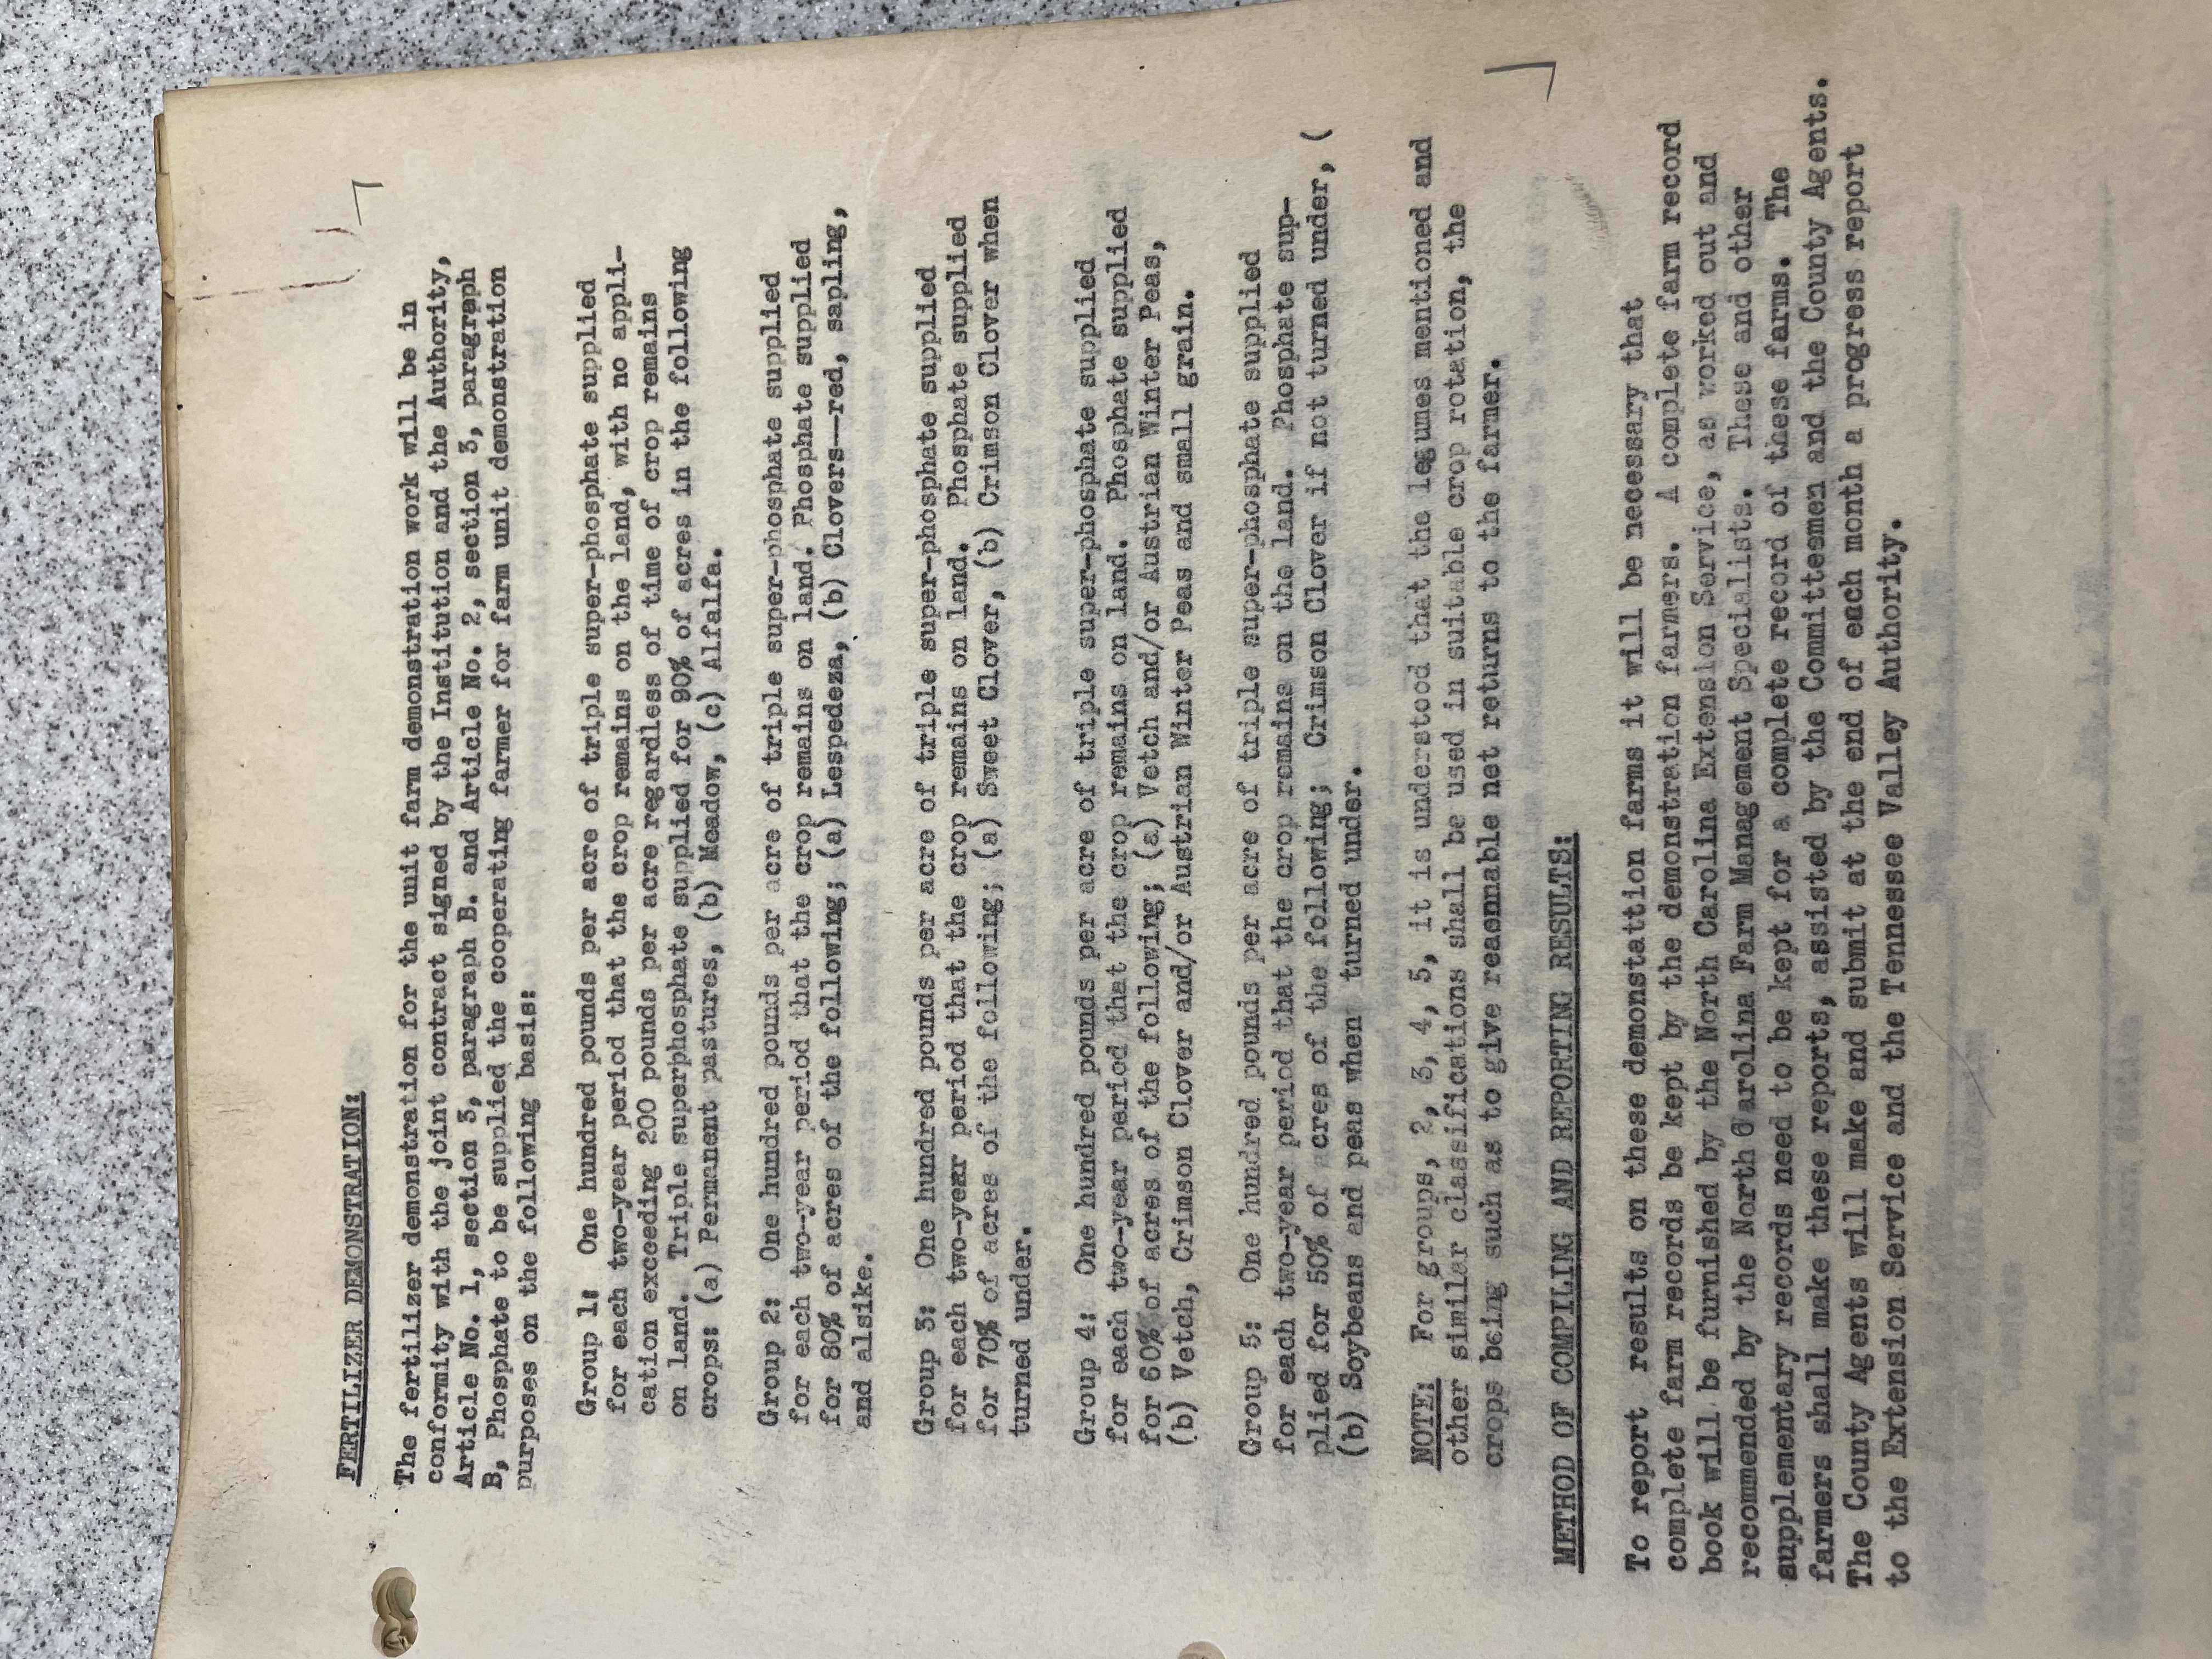 FERTILIZER DEMONSTRATION:
The fertilizer demonstration for the unit farm demonstration work will be in
conformity with the joint contract signed by the Institution and the Authority,
Article No. 1, section 3, paragraph B. and Article No. 2, section 3, paragraph
B, Phosphate to be supplied the cooperating farmer for farm unit demonstration
purposes on the following basis:
Group 1: One hundred pounds per acre of triple super-phosphate supplied
for each two-year period that the crop remains on the land, with no appli-
cation exceeding 200 pounds per acre regardless of time of crop remains
on land. Triple superphosphate supplied for 90% of acres in the following
crops: (a) Permanent pastures, (b) Meadow, (c) Alfalfa.
Group 2: One hundred pounds per acre of triple super-phosphate supplied
for each two-year period that the crop remains on land. Phosphate supplied
for 80% of acres of the following; (a) Lespedeza, (b) Clovers--red, sapling,
and alsike.
Group 3: One hundred pounds per acre of triple super-phosphate supplied
for each two-year period that the crop remains on land. Phosphate supplied
for 70% of acres of the following; (a) Sweet Clover, (b) Crimson Clover when
turned under.
Group 4: One hundred pounds per acre of triple super-phosphate supplied
for each two-year period that the crop remains on land. Phosphate supplied
for 60% of acres of the following; (a) Vetch and/or Austrian Winter Peas,
(b) Vetch, Crimson Clover and/or Austrian Winter Peas and small grain.
Group 5: One hundred pounds per acre of triple super-phosphate supplied
for each two-year period that the crop remains on the land. Phosphate sup-
plied for 50% of acres of the following; Crimson Clover if not turned under, (
(b) Soybeans and peas when turned under.
NOTE: For groups, 2, 3, 4, 5, it is understood that the legumes mentioned and
other similar classifications shall be used in suitable crop rotation, the
crops being such as to give reaennable net returns to the farmer.
METHOD OF COMPILING AND REPORTING RESULTS:
To report results on these demonstattion farms it will be necessary that
complete farm records be kept by the demonstration farmers. A complete farm record
book will be furnished by the North Carolina Extension Service, as worked out and
recommended by the North Carolina Farm Management Specialists. These and other
supplementary records need to be kept for a complete record of these farms. The
farmers shall make these reports, assisted by the Committeemen and the County Agents.
The County Agents will make and submit at the end of each month a progress report
to the Extension Service and the Tennessee Valley Authority.